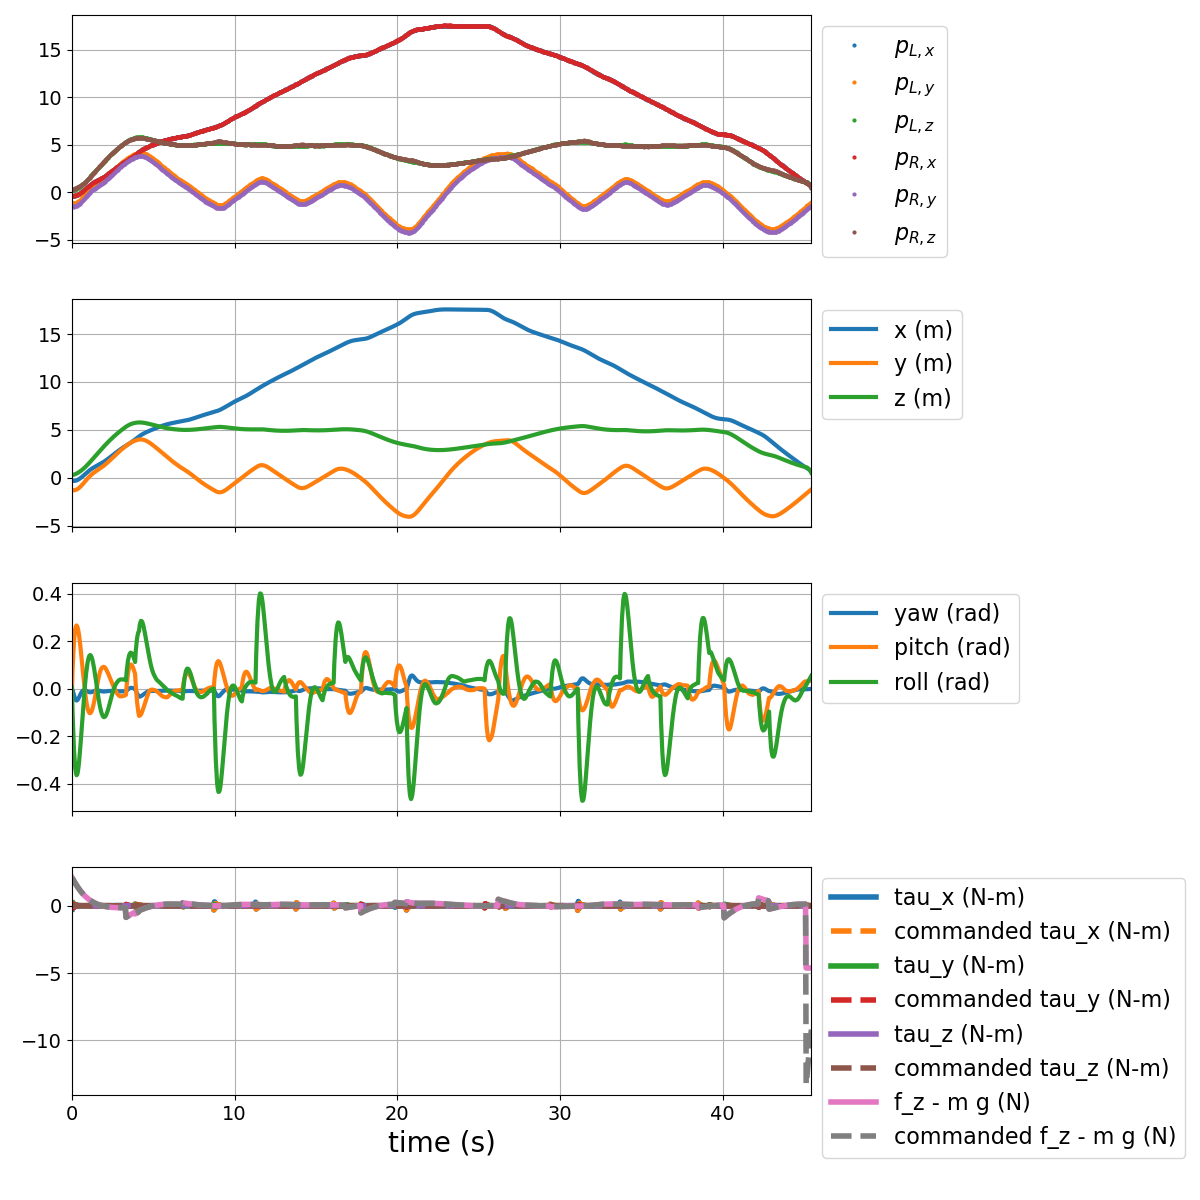 15
10
5
0
−5
p_{L,x}
p_{L,y}
p_{L,z}
p_{R,x}
p_{R,y}
p_{R,z}
15
10
5
0
−5
x (m)
y (m)
z (m)
0.4
0.2
0.0
−0.2
−0.4
yaw (rad)
pitch (rad)
roll (rad)
0
−5
−10
0 10 20 30 40
time (s)
tau_x (N-m)
commanded tau_x (N-m)
tau_y (N-m)
commanded tau_y (N-m)
tau_z (N-m)
commanded tau_z (N-m)
f_z - m g (N)
commanded f_z - m g (N)